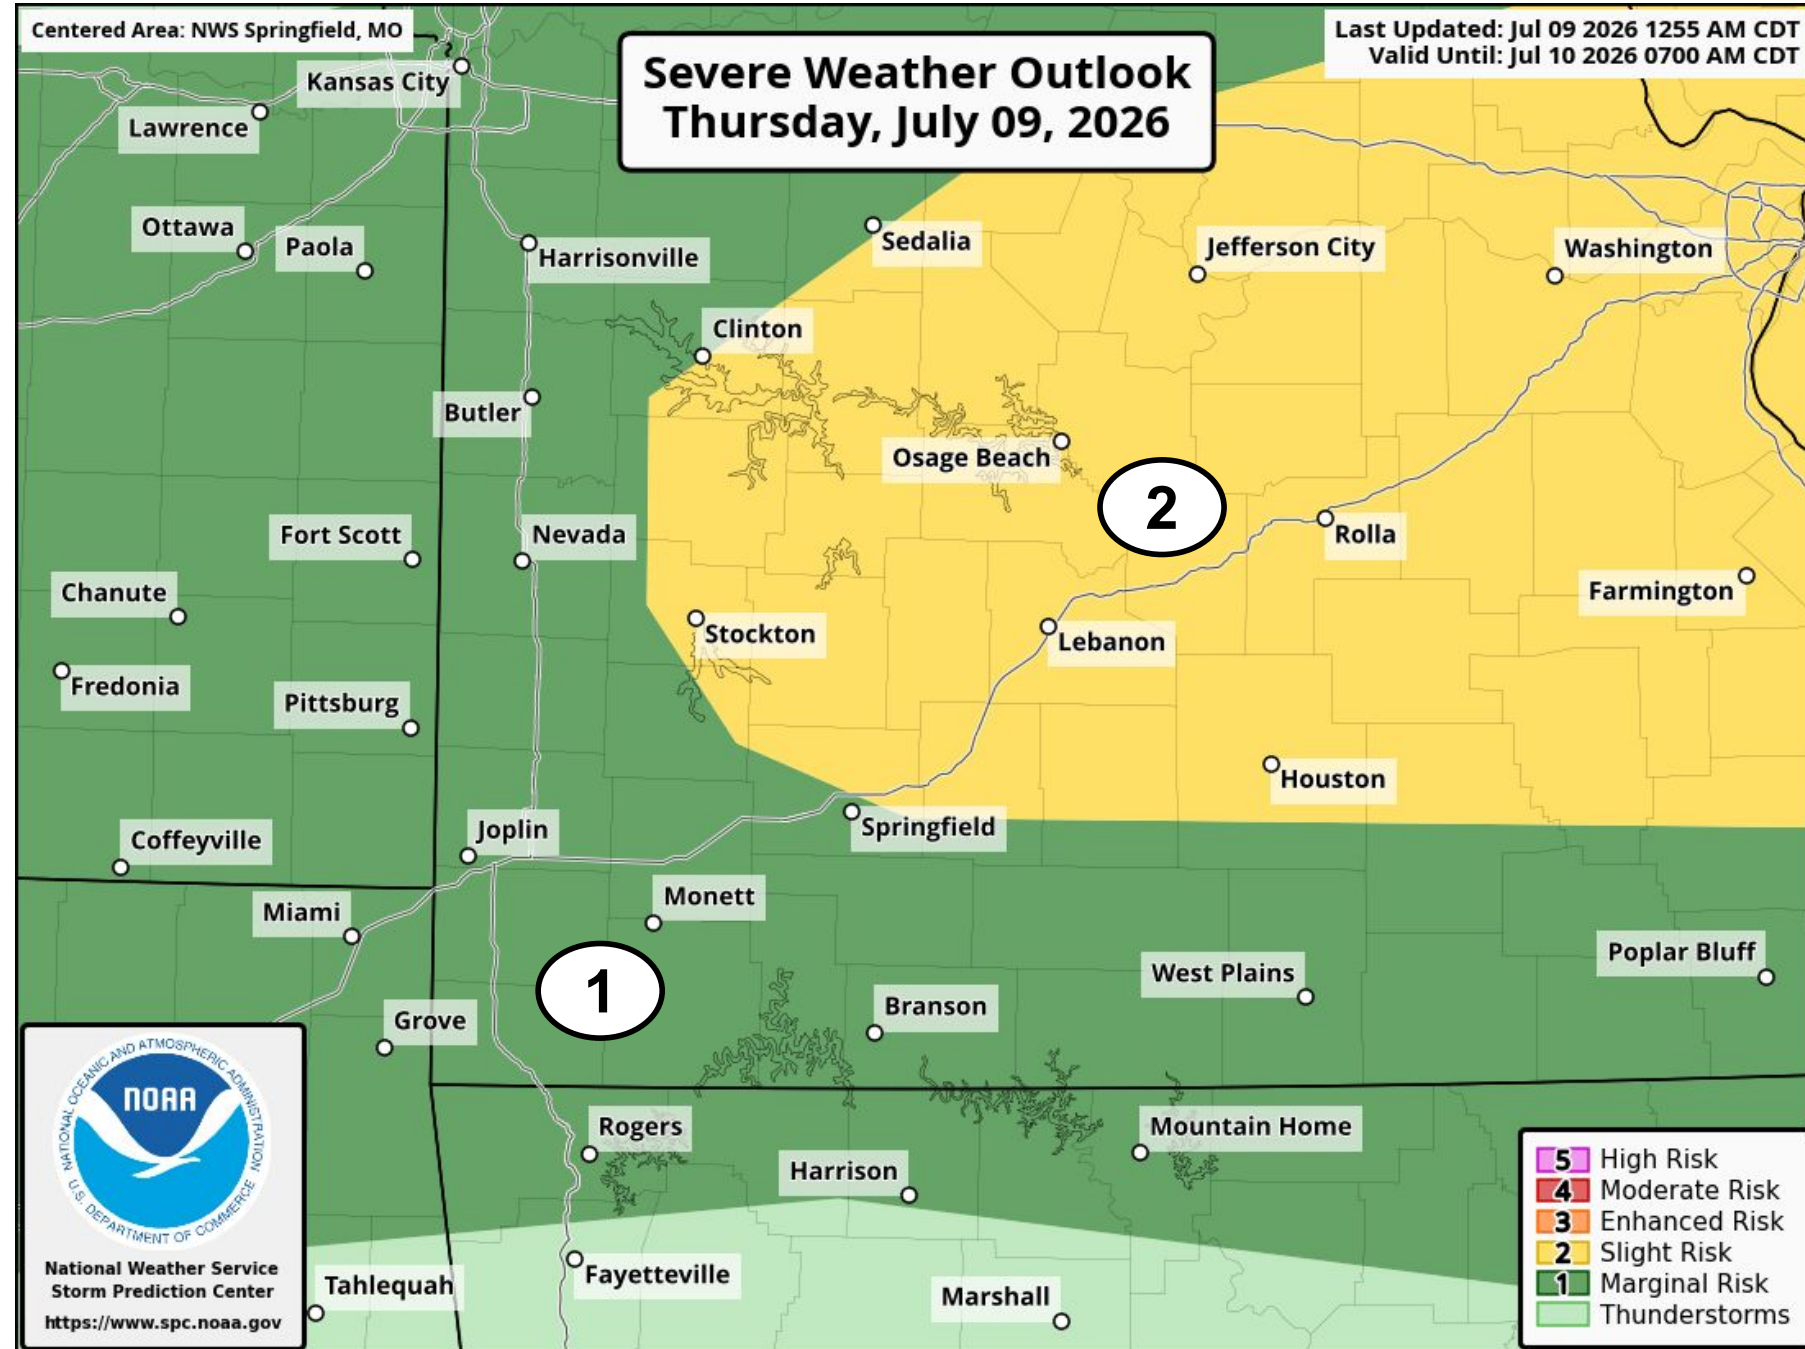 Centered Area: NWS Springfield, MO
Last Updated: Jul 09 2026 1255 AM CDT
Valid Until: Jul 10 2026 0700 AM CDT
Severe Weather Outlook
Thursday, July 09, 2026
Kansas City
Lawrence
Ottawa
Paola
Harrisonville
Sedalia
Jefferson City
Washington
Clinton
Butler
Osage Beach
2
Fort Scott
Nevada
Rolla
Chanute
Farmington
Stockton
Lebanon
Fredonia
Pittsburg
Houston
Coffeyville
Joplin
Springfield
Monett
Miami
Poplar Bluff
West Plains
1
Branson
Grove
Rogers
Mountain Home
Harrison
Fayetteville
Tahlequah
Marshall
NATIONAL OCEANIC AND ATMOSPHERIC ADMINISTRATION
NOAA
U.S. DEPARTMENT OF COMMERCE
National Weather Service
Storm Prediction Center
https://www.spc.noaa.gov
5 High Risk
4 Moderate Risk
3 Enhanced Risk
2 Slight Risk
1 Marginal Risk
Thunderstorms